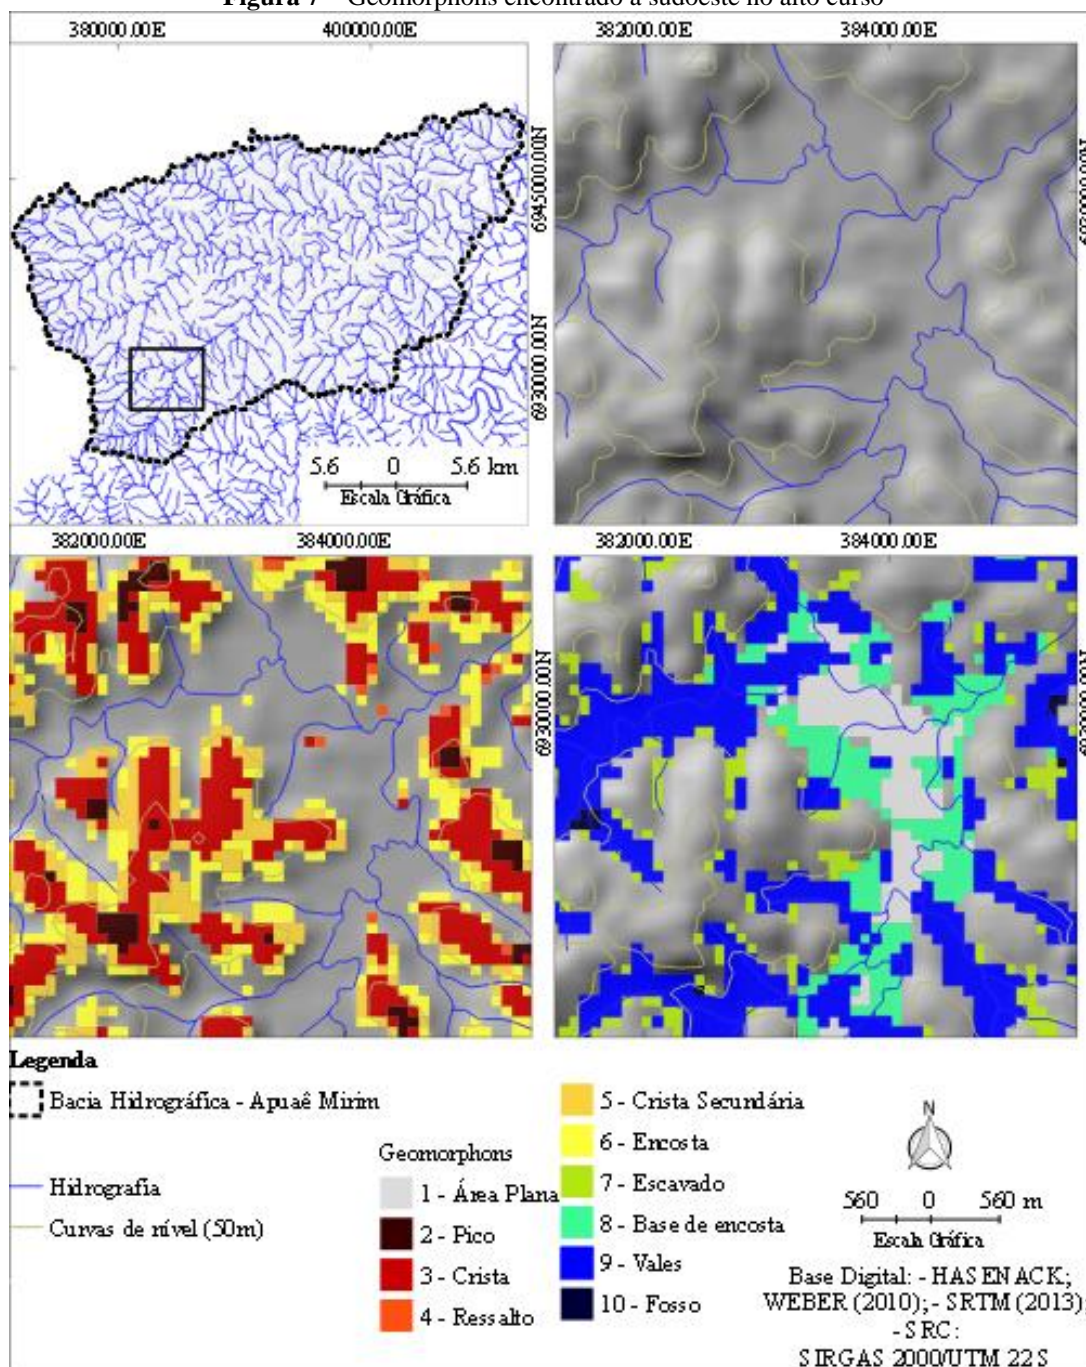 Figura 7 – Geomorphons encontrado a sudoeste no alto curso
380000.00E 400000.00E
382000.00E 384000.00E
6945000.00N
6930000.00N
5.6 0 5.6 km
Escala Gráfica
382000.00E 384000.00E
382000.00E 384000.00E
6930000.00N
Legenda
Bacia Hidrográfica - Apuaê Mirim
Hidrografia
Curvas de nível (50m)
Geomorphons
1 - Área Plana
2 - Pico
3 - Crista
4 - Ressalto
5 - Crista Secundária
6 - Encosta
7 - Escavado
8 - Base de encosta
9 - Vales
10 - Fosso
N
560 0 560 m
Escala Gráfica
Base Digital: - HASENACK;
WEBER (2010); - SRTM (2013);
- SRC:
SIRGAS 2000/UTM 22S